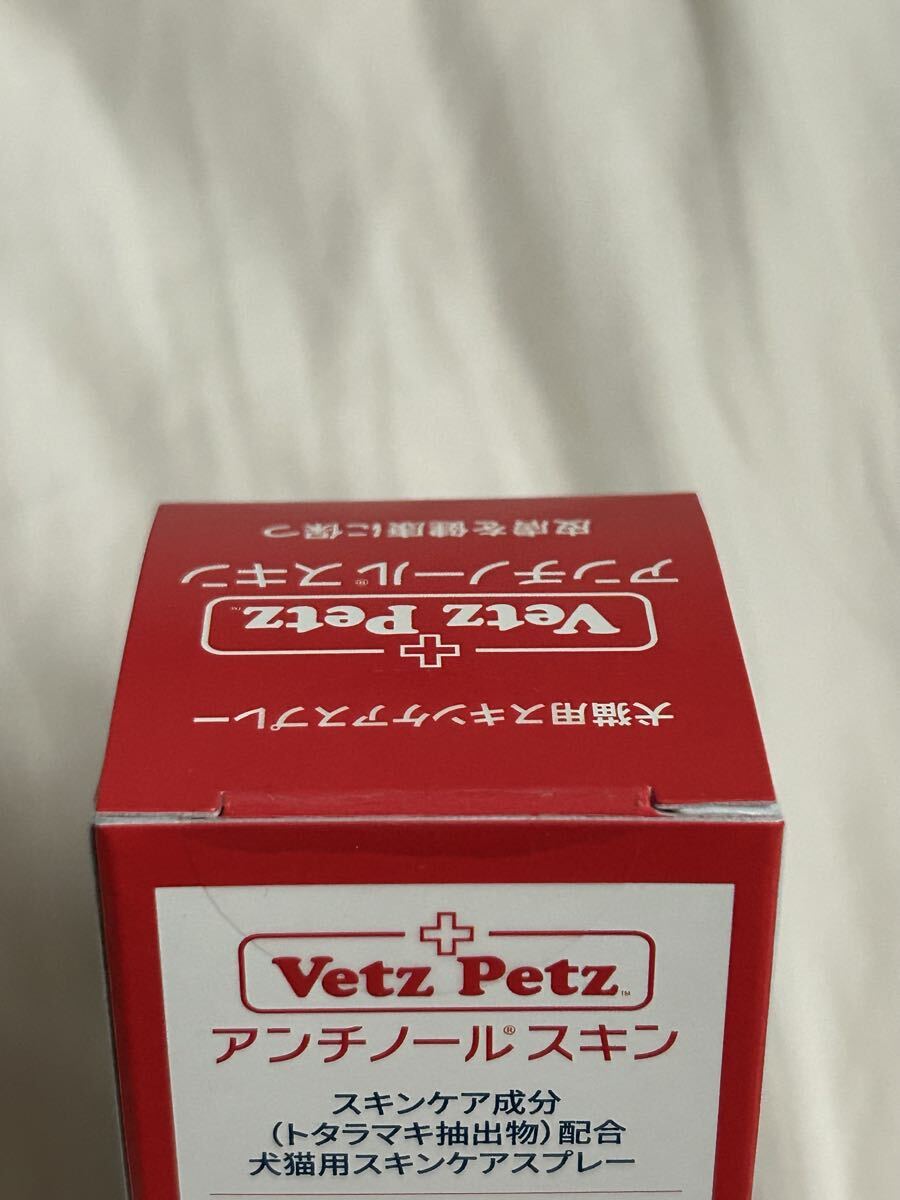 皮膚を健康に保つ
アンチノール®スキン
Vetz Petz™
犬猫用スキンケアスプレー
Vetz Petz™
アンチノール®スキン
スキンケア成分
(トタラマキ抽出物)配合
犬猫用スキンケアスプレー